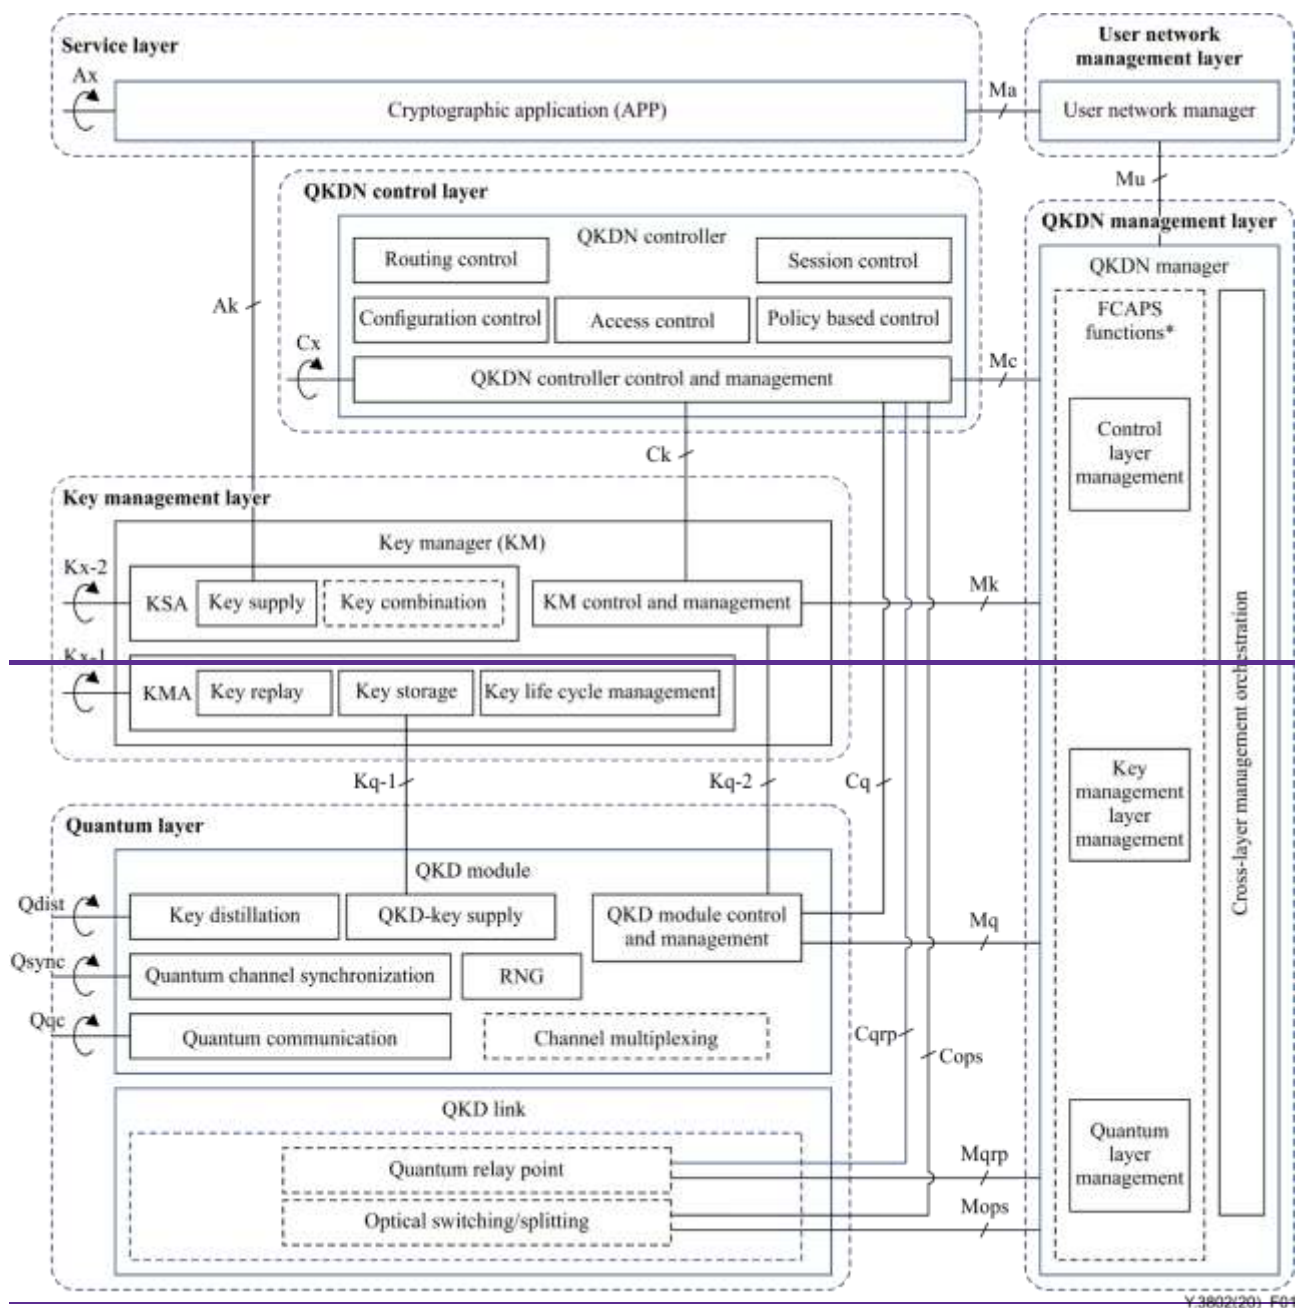 Service layer
Ax
Cryptographic application (APP)
Ma
User network
management layer
User network manager
Mu
QKDN control layer
QKDN controller
Routing control
Session control
Configuration control
Access control
Policy based control
Cx
QKDN controller control and management
Mc
Ak
Ck
QKDN management layer
QKDN manager
FCAPS
functions*
Control
layer
management
Key
management
layer
management
Quantum
layer
management
Cross-layer management orchestration
Key management layer
Key manager (KM)
Kx-2
KSA
Key supply
Key combination
KM control and management
Mk
Kx-1
KMA
Key replay
Key storage
Key life cycle management
Kq-1
Kq-2
Cq
Quantum layer
QKD module
Qdist
Key distillation
QKD-key supply
QKD module control
and management
Mq
Qsync
Quantum channel synchronization
RNG
Qqc
Quantum communication
Channel multiplexing
Cqrp
Cops
QKD link
Quantum relay point
Mqrp
Optical switching/splitting
Mops
Y.3802(20)_F01